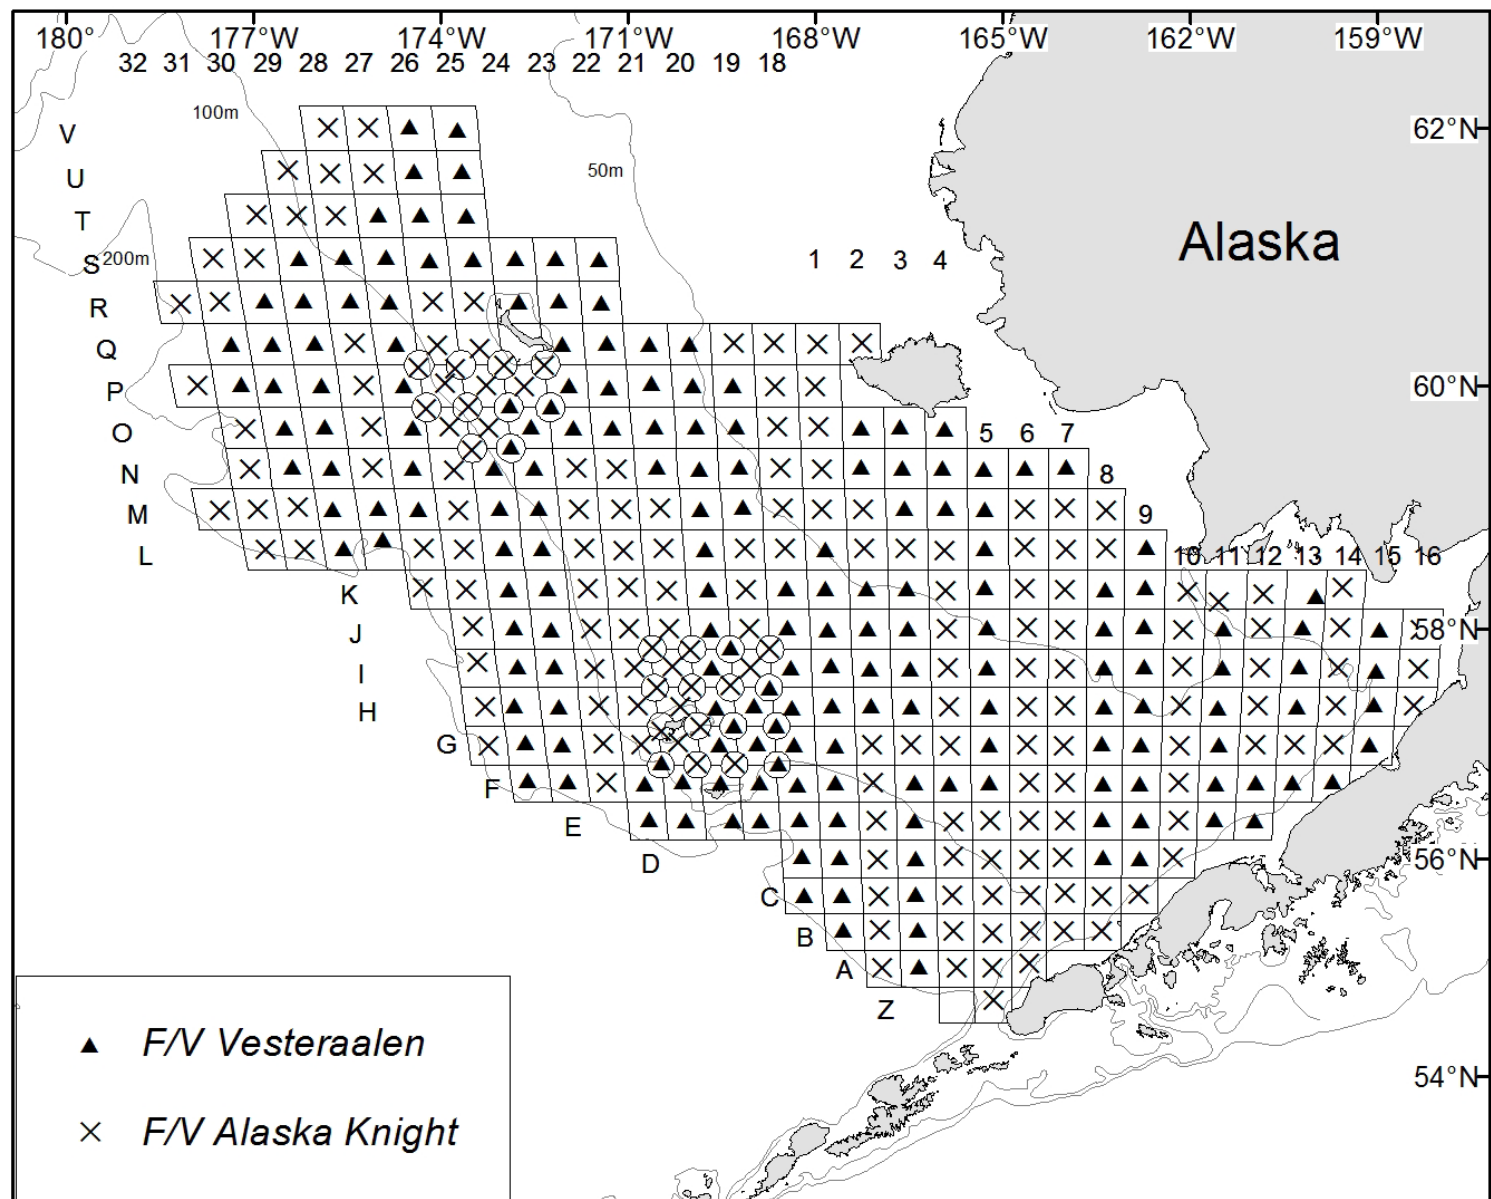 180° 177°W 174°W 171°W 168°W 165°W 162°W 159°W
32 31 30 29 28 27 26 25 24 23 22 21 20 19 18
100m
V 62°N
50m
U
T
Alaska
S 200m 1 2 3 4
R
Q
P 60°N
O 5 6 7
N 8
M 9
L 10 11 12 13 14 15 16
K
J 58°N
I
H
G
F
E
D 56°N
C
B
A
Z
F/V Vesteraalen
54°N
F/V Alaska Knight